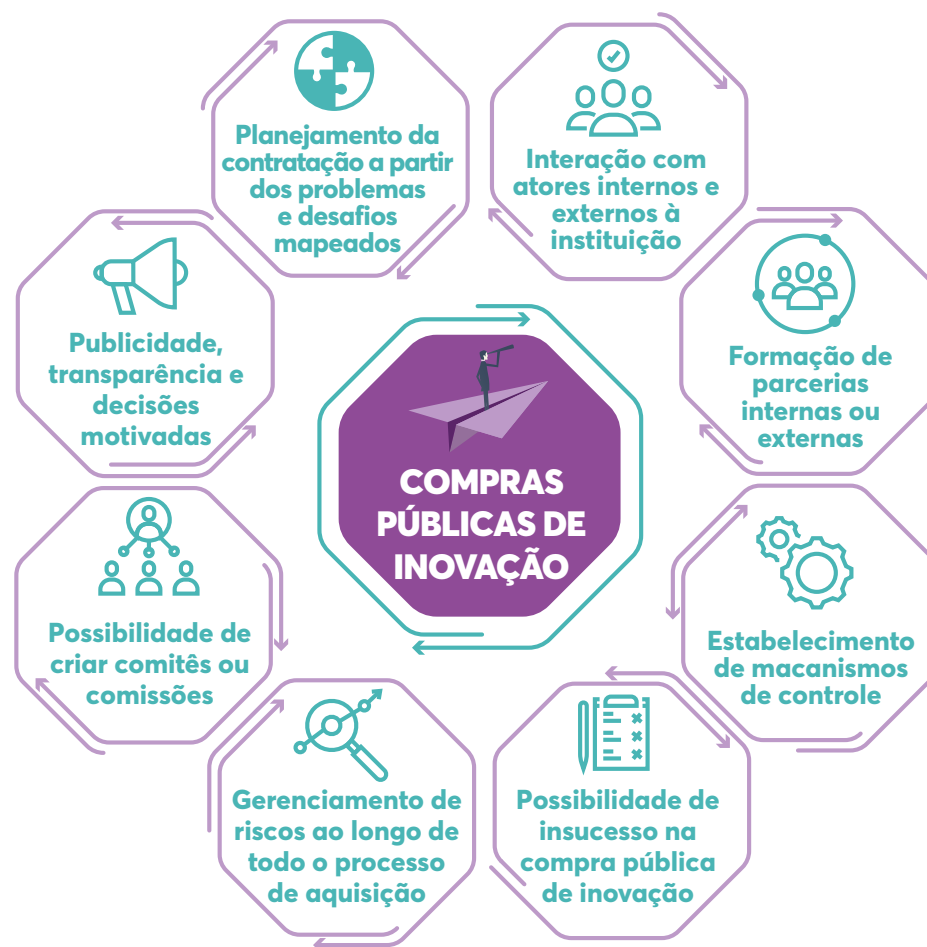 Planejamento da
contratação a partir
dos problemas
e desafios
mapeados
Interação com
atores internos e
externos à
instituição
Publicidade,
transparência e
decisões
motivadas
Formação de
parcerias
internas ou
externas
COMPRAS
PÚBLICAS DE
INOVAÇÃO
Possibilidade de
criar comitês ou
comissões
Estabelecimento
de macanismos
de controle
Gerenciamento de
riscos ao longo de
todo o processo
de aquisição
Possibilidade de
insucesso na
compra pública
de inovação